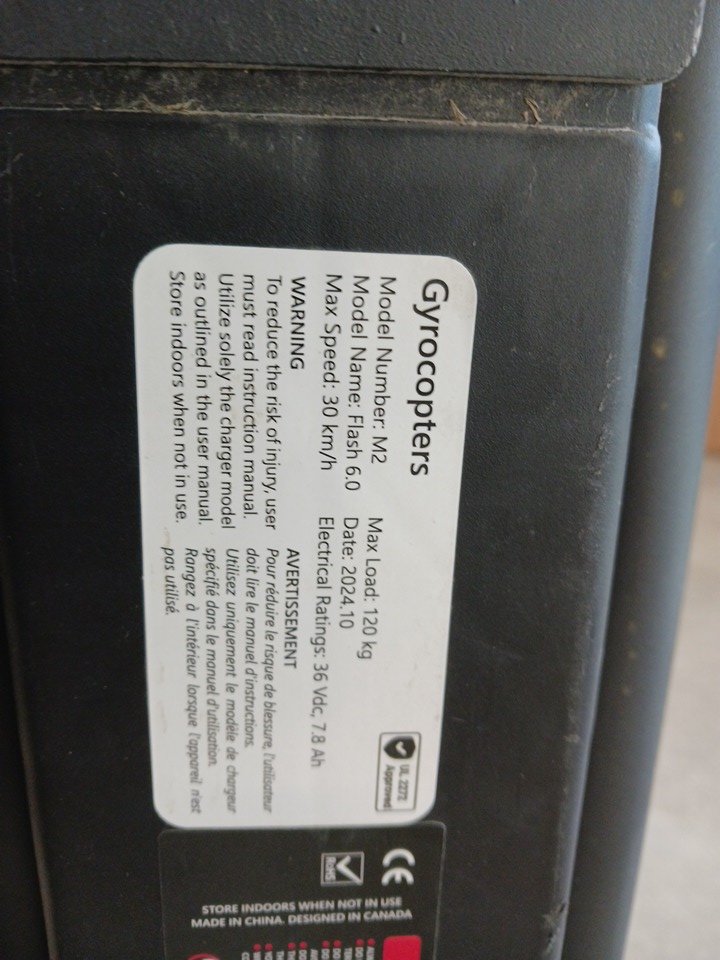 Gyrocopters
Model Number: M2
Model Name: Flash 6.0
Max Speed: 30 km/h
Max Load: 120 kg
Date: 2024.10
Electrical Ratings: 36 Vdc, 7.8 Ah
WARNING
To reduce the risk of injury, user
must read instruction manual.
Utilize solely the charger model
as outlined in the user manual.
Store indoors when not in use.
AVERTISSEMENT
Pour réduire le risque de blessure, l'utilisateur
doit lire le manuel d'instructions.
Utilisez uniquement le modèle de chargeur
spécifié dans le manuel d'utilisation.
Rangez à l'intérieur lorsque l'appareil n'est
pas utilisé.
UL 2272
Approved
CE
RoHS
STORE INDOORS WHEN NOT IN USE
MADE IN CHINA. DESIGNED IN CANADA